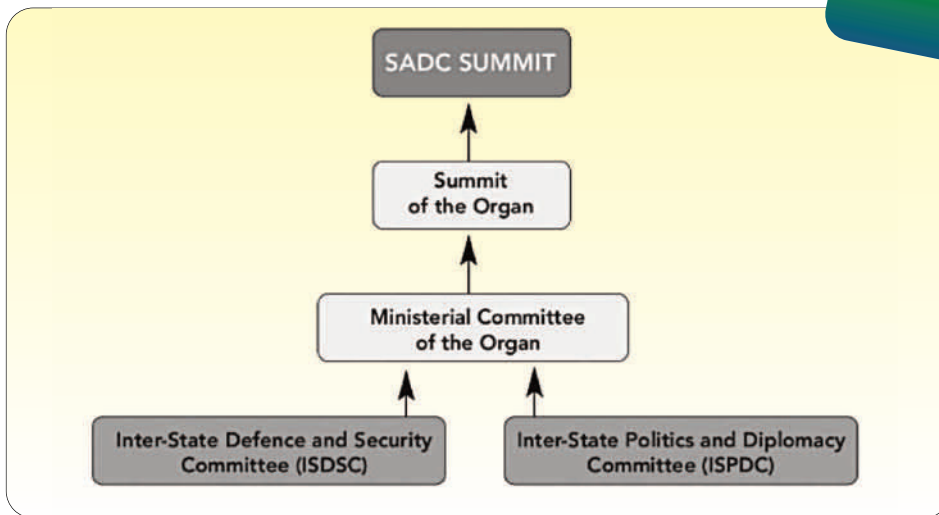 SADC SUMMIT
Summit
of the Organ
Ministerial Committee
of the Organ
Inter-State Defence and Security
Committee (ISDSC)
Inter-State Politics and Diplomacy
Committee (ISPDC)